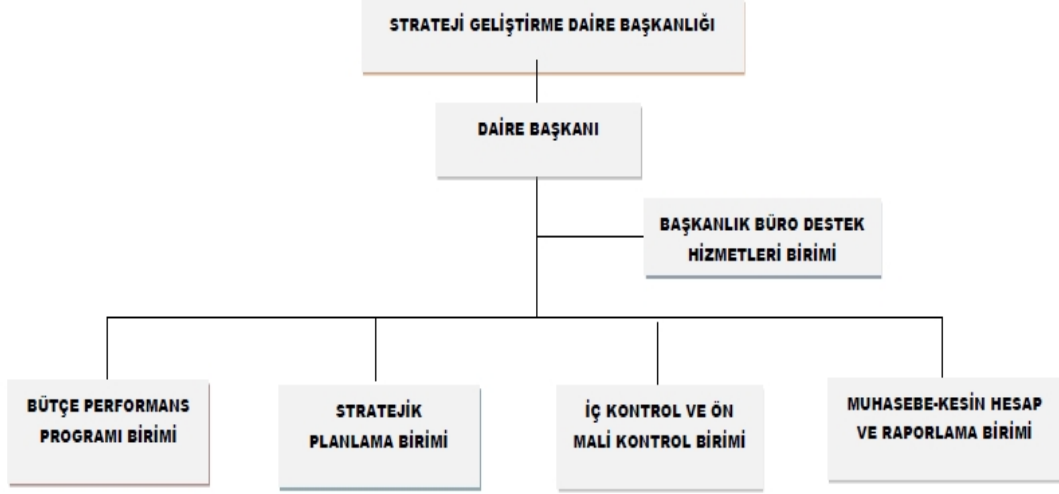 STRATEJİ GELİŞTİRME DAİRE BAŞKANLIĞI
DAİRE BAŞKANI
BAŞKANLIK BÜRO DESTEK
HİZMETLERİ BİRİMİ
BÜTÇE PERFORMANS
PROGRAMI BİRİMİ
STRATEJİK
PLANLAMA BİRİMİ
İÇ KONTROL VE ÖN
MALİ KONTROL BİRİMİ
MUHASEBE-KESİN HESAP
VE RAPORLAMA BİRİMİ